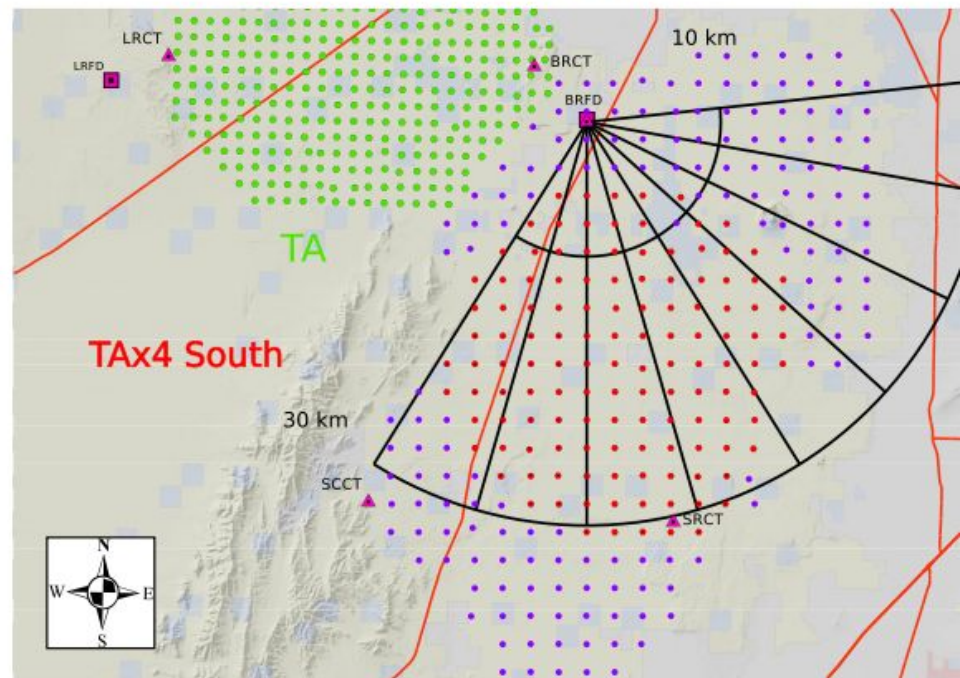 10 km
LRCT
LRFD
BRCT
BRFD
TA
TAx4 South
30 km
SCCT
SRCT
N
W E
S